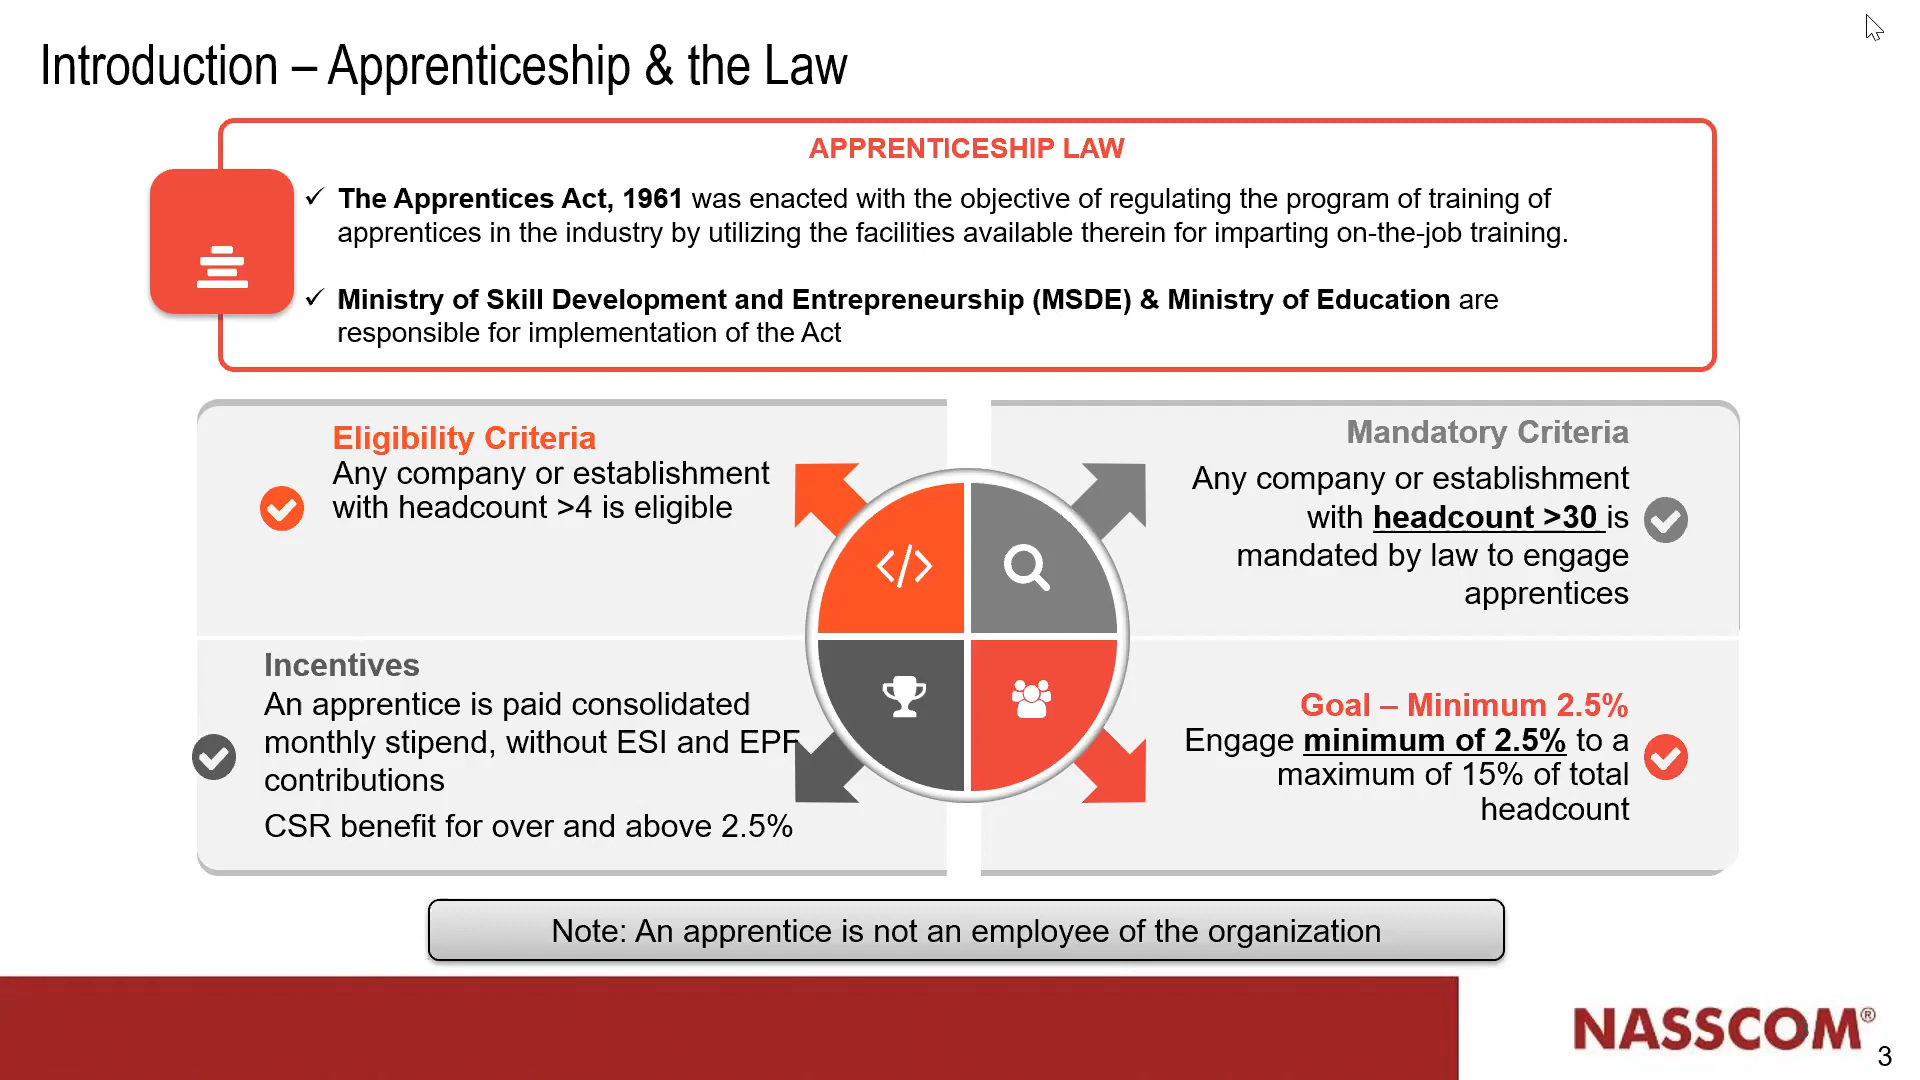 Introduction – Apprenticeship & the Law
APPRENTICESHIP LAW
✓ The Apprentices Act, 1961 was enacted with the objective of regulating the program of training of
apprentices in the industry by utilizing the facilities available therein for imparting on-the-job training.
✓ Ministry of Skill Development and Entrepreneurship (MSDE) & Ministry of Education are
responsible for implementation of the Act
Eligibility Criteria
Any company or establishment
with headcount >4 is eligible
Mandatory Criteria
Any company or establishment
with headcount >30 is
mandated by law to engage
apprentices
Incentives
An apprentice is paid consolidated
monthly stipend, without ESI and EPF
contributions
CSR benefit for over and above 2.5%
Goal – Minimum 2.5%
Engage minimum of 2.5% to a
maximum of 15% of total
headcount
Note: An apprentice is not an employee of the organization
NASSCOM®
3